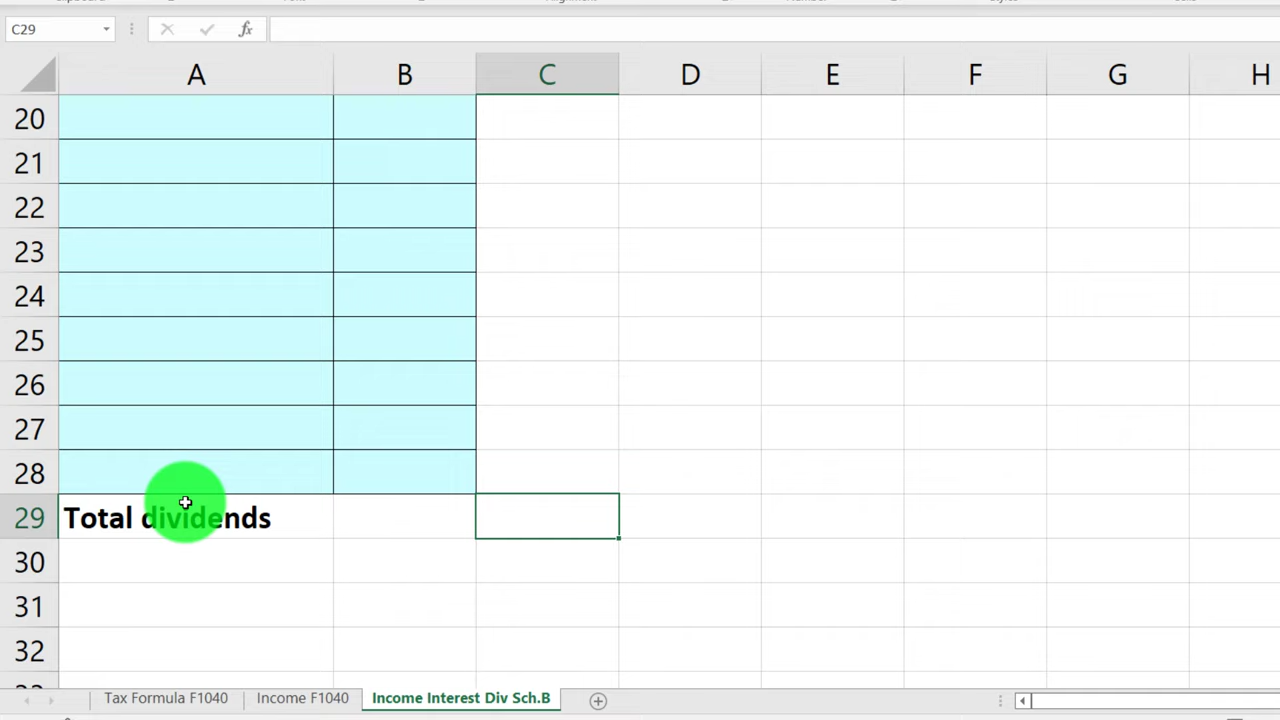 C29
fx
A B C D E F G H
20
21
22
23
24
25
26
27
28
29 Total dividends
30
31
32
Tax Formula F1040 Income F1040 Income Interest Div Sch.B